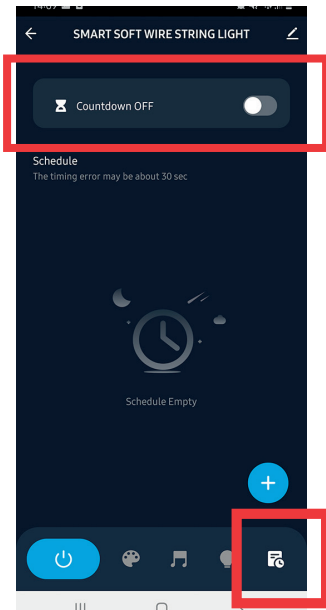 SMART SOFT WIRE STRING LIGHT
Countdown OFF
Schedule
The timing error may be about 30 sec
Schedule Empty